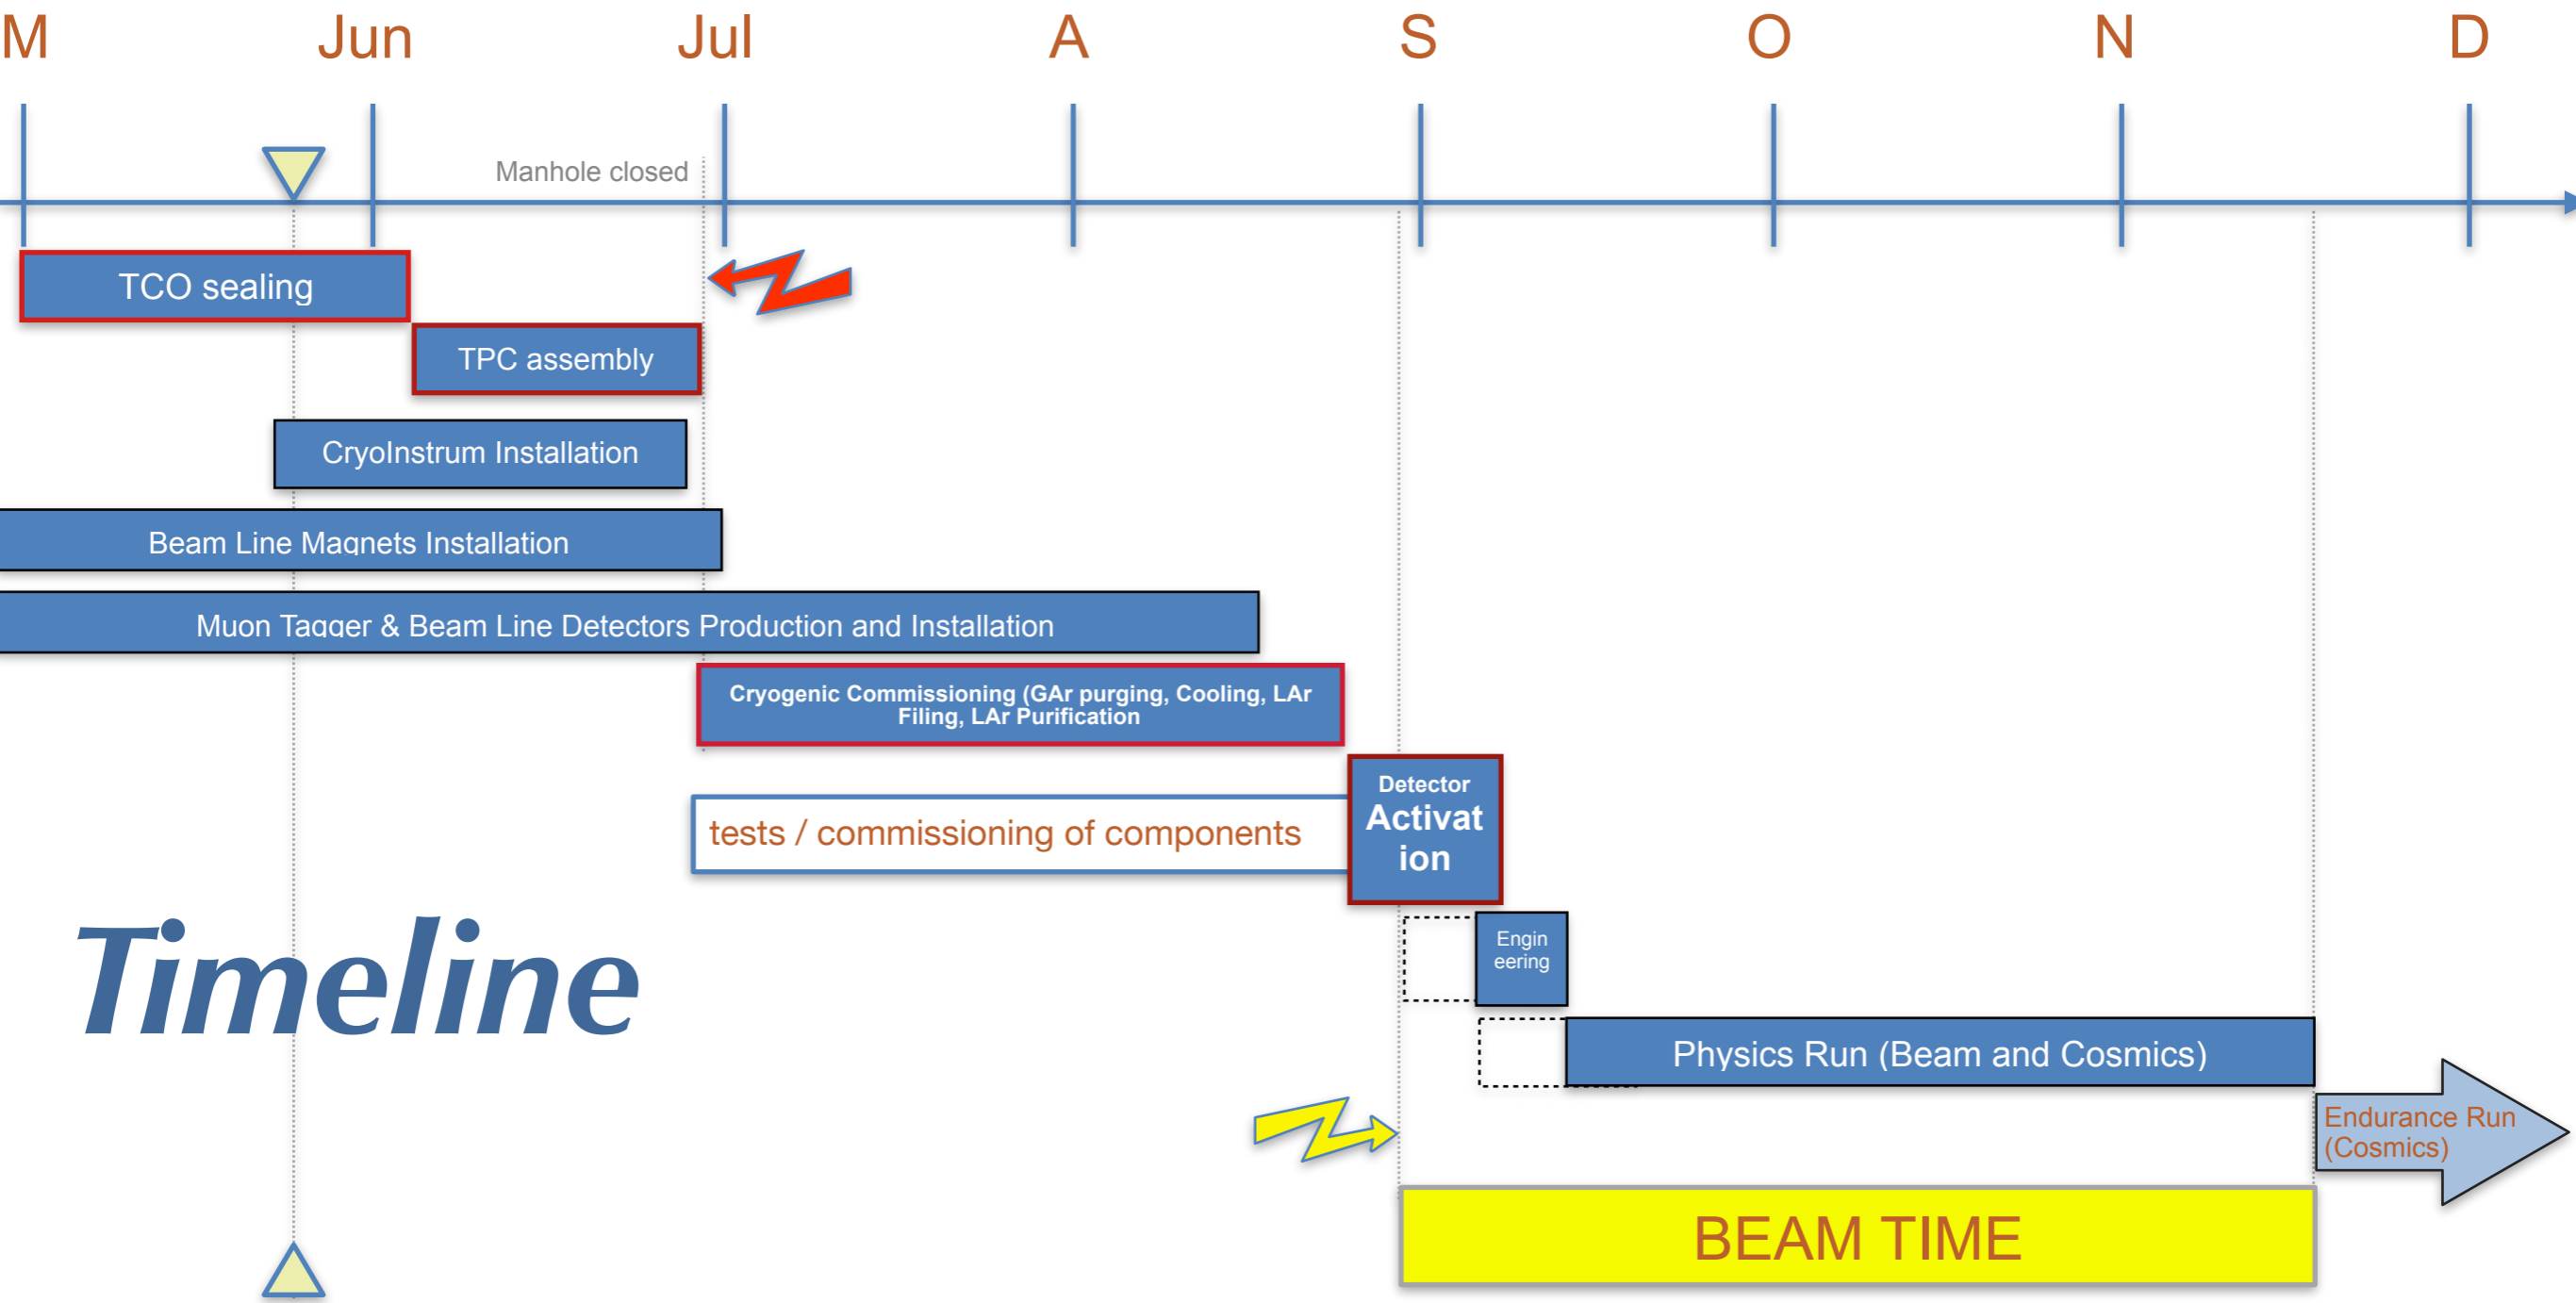 M Jun Jul A S O N D
Manhole closed
TCO sealing
TPC assembly
CryoInstrum Installation
Beam Line Magnets Installation
Muon Tagger & Beam Line Detectors Production and Installation
Cryogenic Commissioning (GAr purging, Cooling, LAr
Filing, LAr Purification
Detector
Activat
ion
tests / commissioning of components
Engin
eering
Timeline
Physics Run (Beam and Cosmics)
Endurance Run
(Cosmics)
BEAM TIME